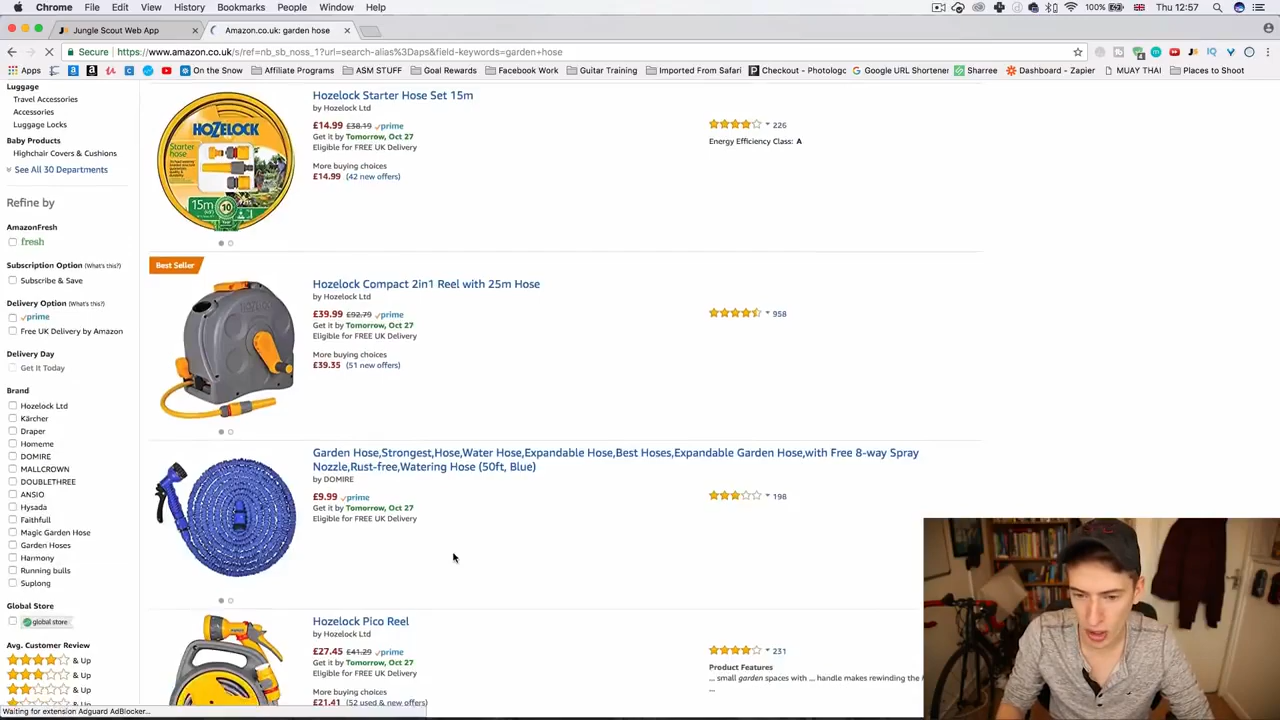 Chrome File Edit View History Bookmarks People Window Help 100% Thu 12:57
Jungle Scout Web App Amazon.co.uk: garden hose
Secure https://www.amazon.co.uk/s/ref=nb_sb_noss_1?url=search-alias%3Daps&field-keywords=garden+hose
Apps On the Snow Affiliate Programs ASM STUFF Goal Rewards Facebook Work Guitar Training Imported From Safari Checkout - Photologo Google URL Shortener Sharree Dashboard - Zapier MUAY THAI Places to Shoot
Luggage
Travel Accessories
Accessories
Luggage Locks
Baby Products
Highchair Covers & Cushions
See All 30 Departments
Refine by
AmazonFresh
fresh
Subscription Option (What's this?)
Subscribe & Save
Delivery Option (What's this?)
prime
Free UK Delivery by Amazon
Delivery Day
Get It Today
Brand
Hozelock Ltd
Kärcher
Draper
Homeme
DOMIRE
MALLCROWN
DOUBLETHREE
ANSIO
Hysada
Faithfull
Magic Garden Hose
Garden Hoses
Harmony
Running bulls
Suplong
Global Store
global store
Avg. Customer Review
& Up
& Up
& Up
& Up
Waiting for extension Adguard AdBlocker...
HOZELOCK
Starter hose
15m
10
Hozelock Starter Hose Set 15m
by Hozelock Ltd
£14.99 £38.19 prime
Get it by Tomorrow, Oct 27
Eligible for FREE UK Delivery
More buying choices
£14.99 (42 new offers)
226
Energy Efficiency Class: A
Best Seller
Hozelock Compact 2in1 Reel with 25m Hose
by Hozelock Ltd
£39.99 £92.79 prime
Get it by Tomorrow, Oct 27
Eligible for FREE UK Delivery
More buying choices
£39.35 (51 new offers)
958
Garden Hose,Strongest,Hose,Water Hose,Expandable Hose,Best Hoses,Expandable Garden Hose,with Free 8-way Spray
Nozzle,Rust-free,Watering Hose (50ft, Blue)
by DOMIRE
£9.99 prime
Get it by Tomorrow, Oct 27
Eligible for FREE UK Delivery
198
Hozelock Pico Reel
by Hozelock Ltd
£27.45 £41.29 prime
Get it by Tomorrow, Oct 27
Eligible for FREE UK Delivery
More buying choices
£21.41 (52 used & new offers)
231
Product Features
... small garden spaces with ... handle makes rewinding the
...